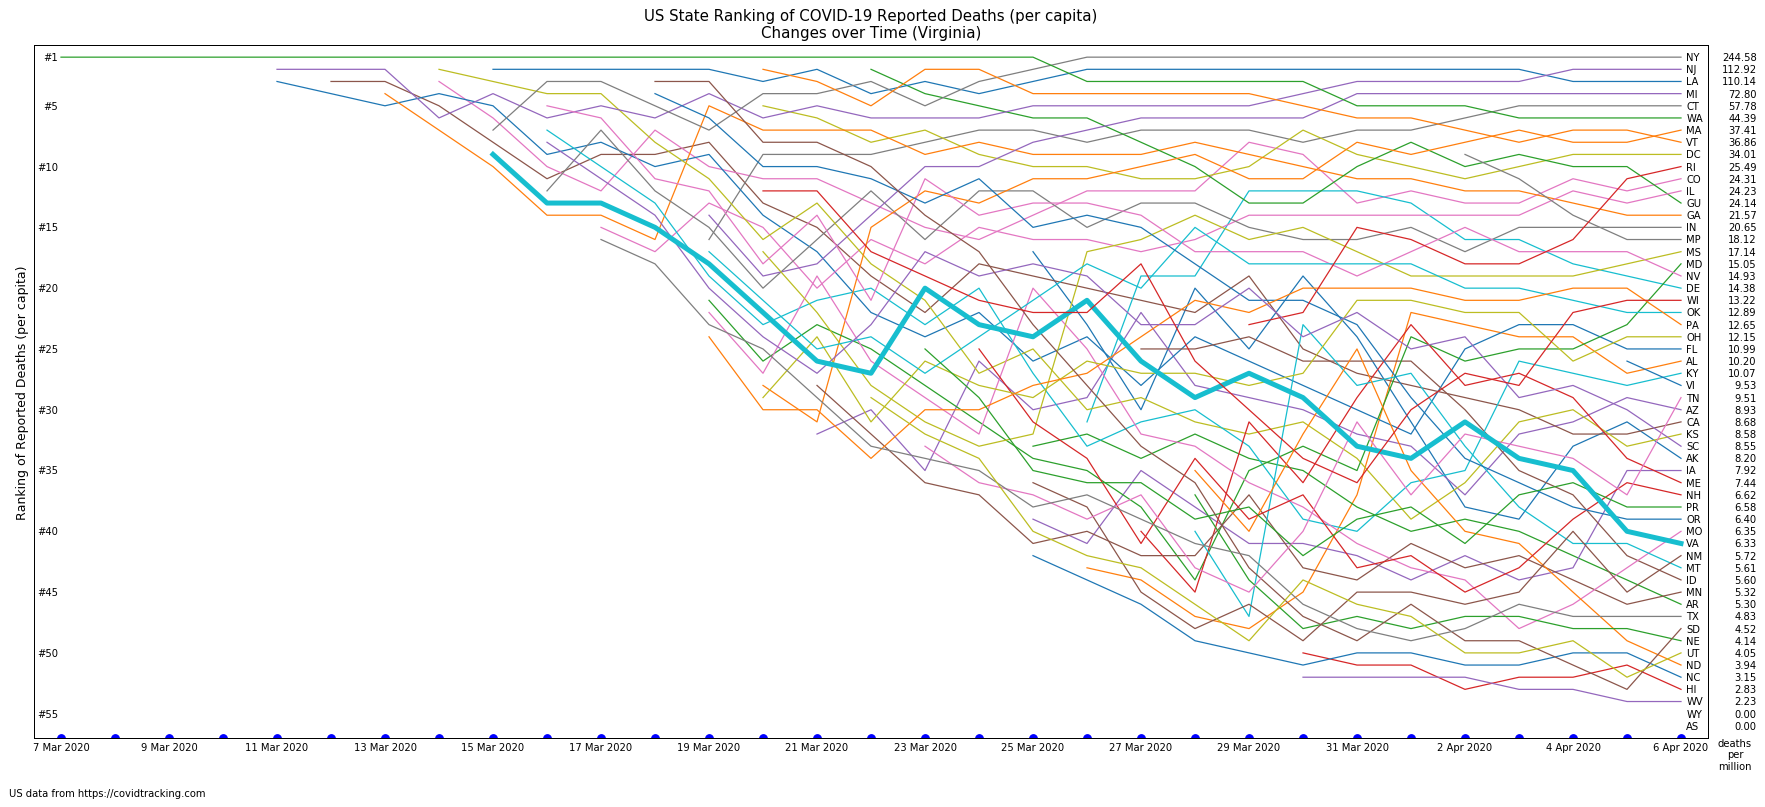 US State Ranking of COVID-19 Reported Deaths (per capita)
Changes over Time (Virginia)
Ranking of Reported Deaths (per capita)
#1
#5
#10
#15
#20
#25
#30
#35
#40
#45
#50
#55
NY 244.58
NJ 112.92
LA 110.14
MI 72.80
CT 57.78
WA 44.39
MA 37.41
VT 36.86
DC 34.01
RI 25.49
CO 24.31
IL 24.23
GU 24.14
GA 21.57
IN 20.65
MP 18.12
MS 17.14
MD 15.05
NV 14.93
DE 14.38
WI 13.22
OK 12.89
PA 12.65
OH 12.15
FL 10.99
AL 10.20
KY 10.07
VI 9.53
TN 9.51
AZ 8.93
CA 8.68
KS 8.58
SC 8.55
AK 8.20
IA 7.92
ME 7.44
NH 6.62
PR 6.58
OR 6.40
MO 6.35
VA 6.33
NM 5.72
MT 5.61
ID 5.60
MN 5.32
AR 5.30
TX 4.83
SD 4.52
NE 4.14
UT 4.05
ND 3.94
NC 3.15
HI 2.83
WV 2.23
WY 0.00
AS 0.00
7 Mar 2020 9 Mar 2020 11 Mar 2020 13 Mar 2020 15 Mar 2020 17 Mar 2020 19 Mar 2020 21 Mar 2020 23 Mar 2020 25 Mar 2020 27 Mar 2020 29 Mar 2020 31 Mar 2020 2 Apr 2020 4 Apr 2020 6 Apr 2020
deaths
per
million
US data from https://covidtracking.com